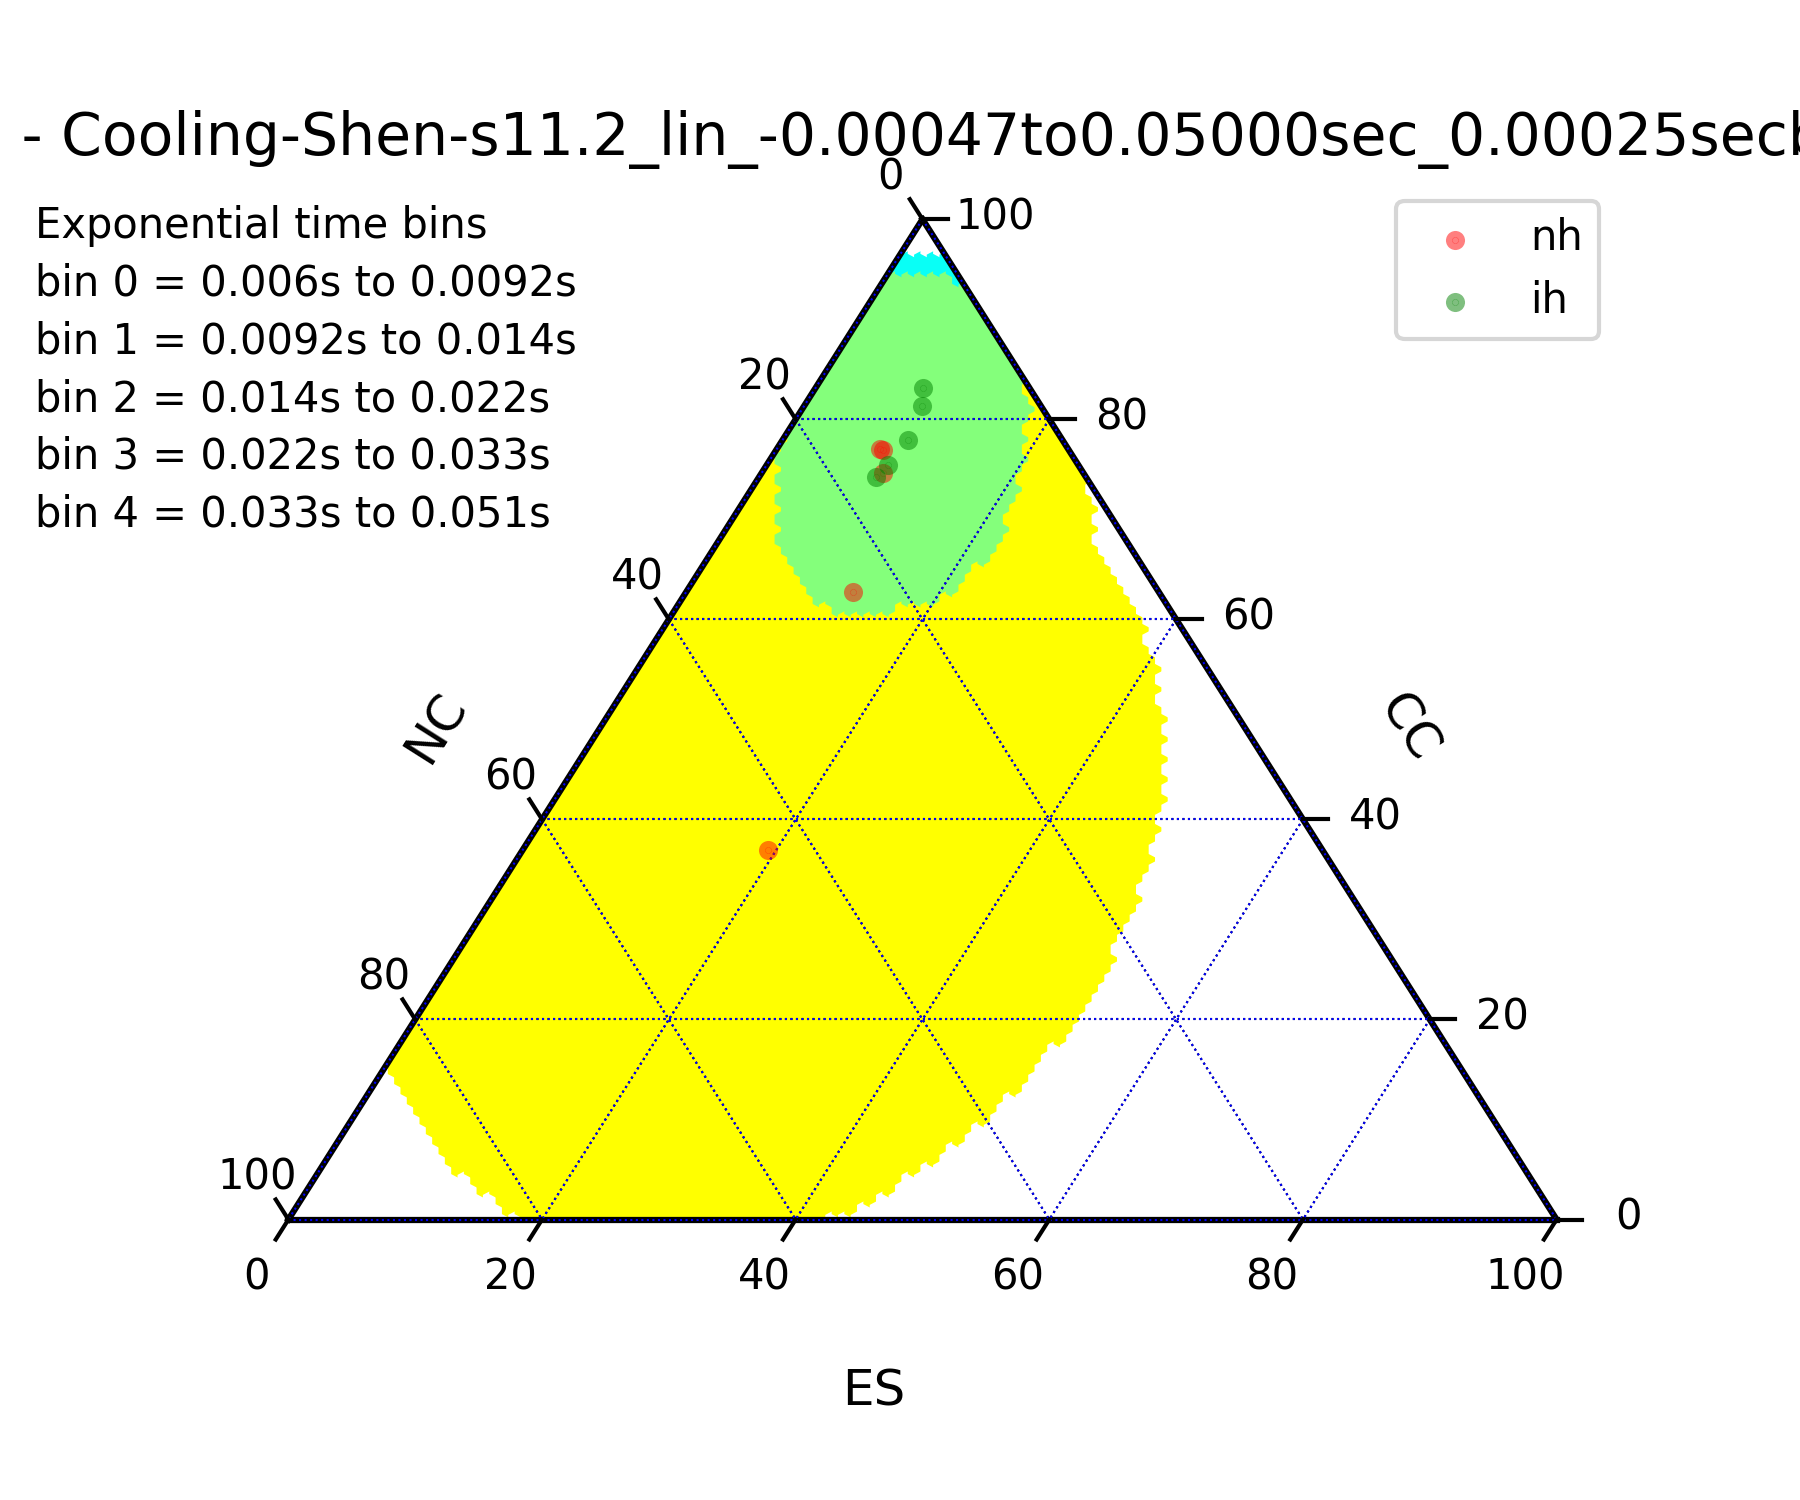 - Cooling-Shen-s11.2_lin_-0.00047to0.05000sec_0.00025sec
Exponential time bins
bin 0 = 0.006s to 0.0092s
bin 1 = 0.0092s to 0.014s
bin 2 = 0.014s to 0.022s
bin 3 = 0.022s to 0.033s
bin 4 = 0.033s to 0.051s
nh
ih
0
100
20
80
40
60
NC
CC
60
40
80
20
100
0
0
20
40
60
80
100
ES